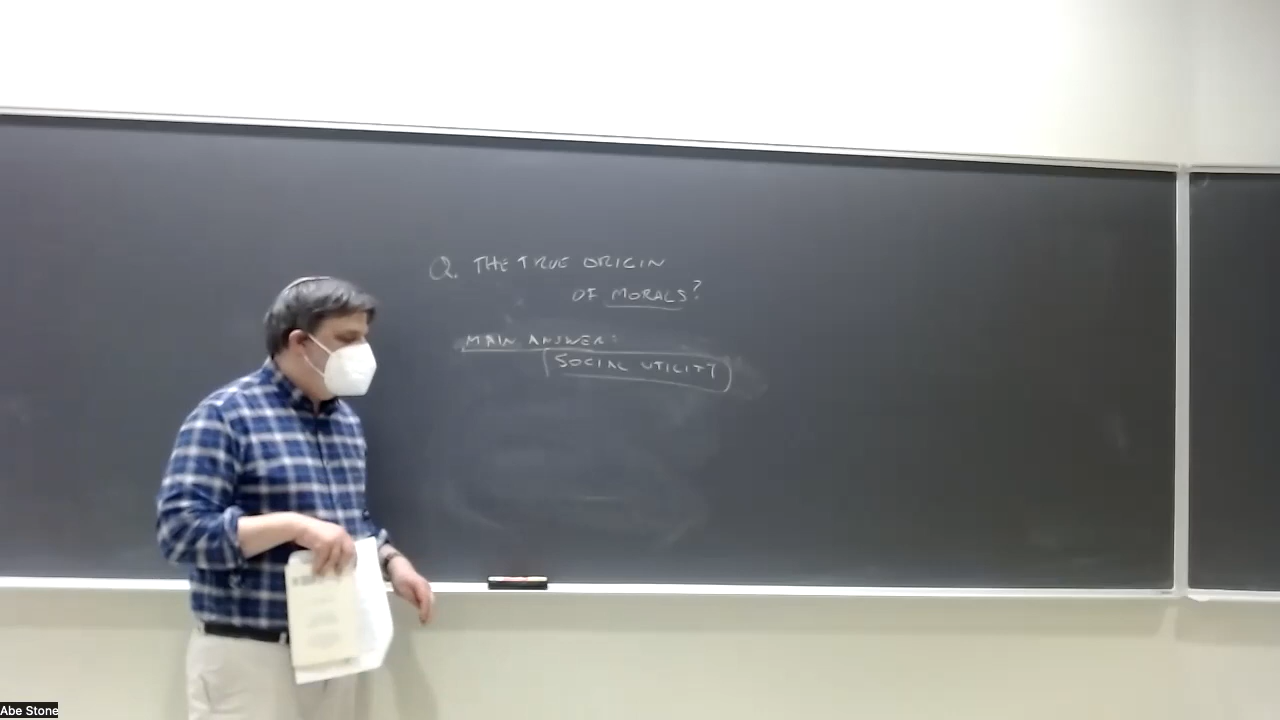 Q. THE TRUE ORIGIN
OF MORALS?
MAIN ANSWER:
SOCIAL UTILITY
Abe Stone